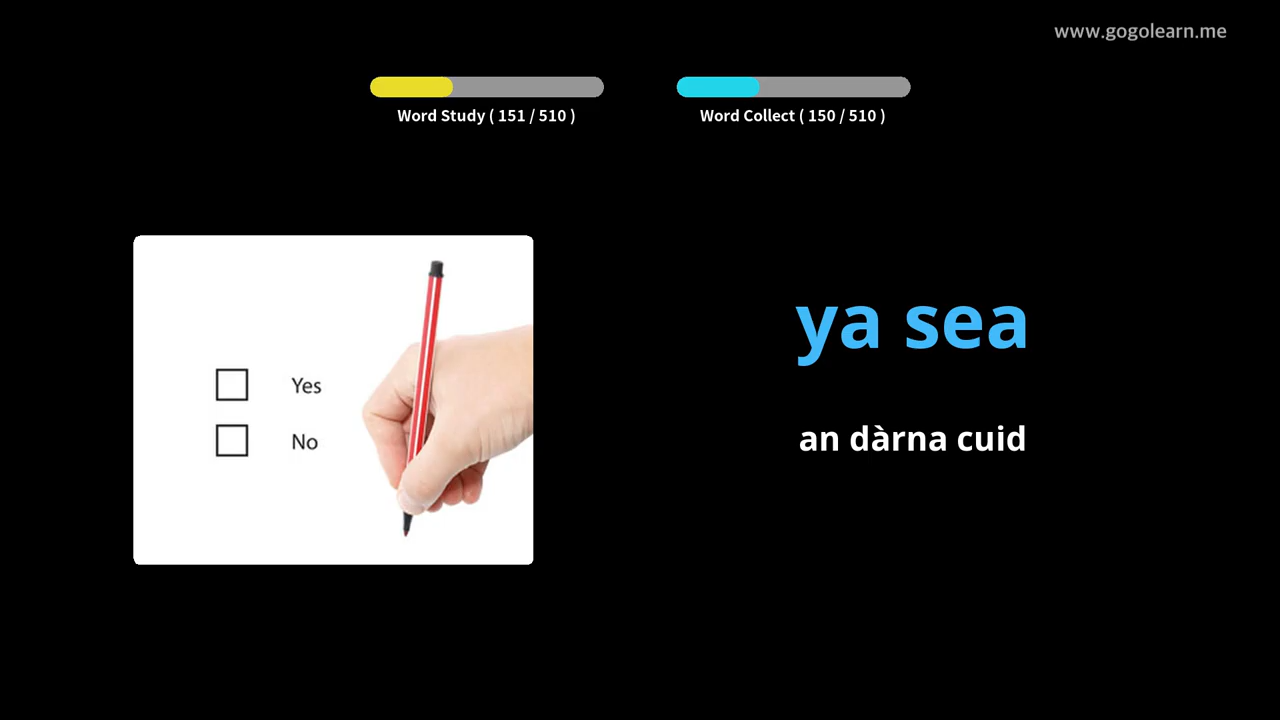 www.gogolearn.me
Word Study ( 151 / 510 )
Word Collect ( 150 / 510 )
Yes
No
ya sea
an dàrna cuid